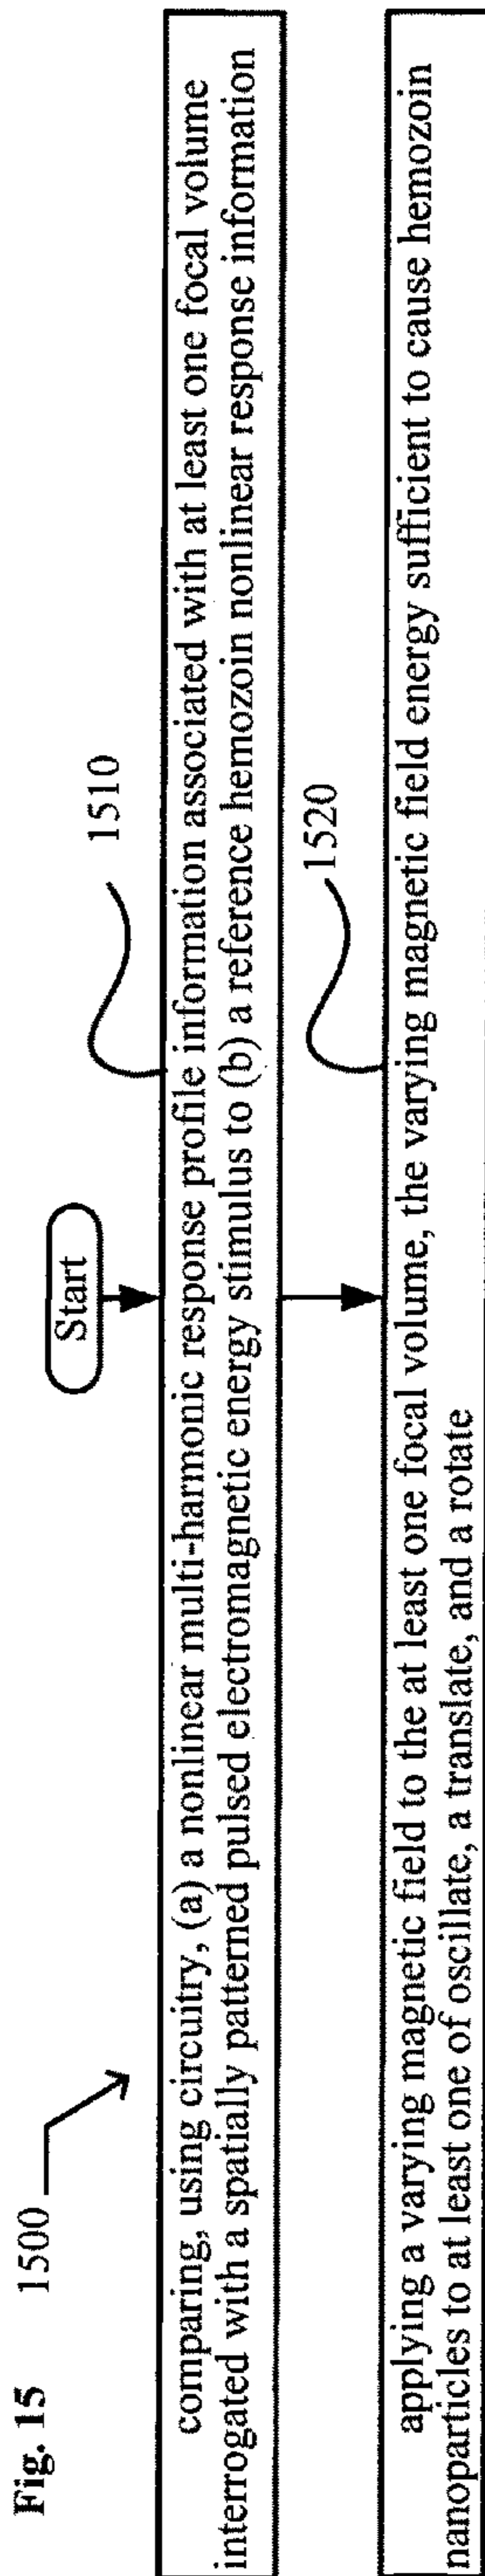 Fig. 15
1500
Start
1510
comparing, using circuitry, (a) a nonlinear multi-harmonic response profile information associated with at least one focal volume
interrogated with a spatially patterned pulsed electromagnetic energy stimulus to (b) a reference hemozoin nonlinear response information
1520
applying a varying magnetic field to the at least one focal volume, the varying magnetic field energy sufficient to cause hemozoin
nanoparticles to at least one of oscillate, a translate, and a rotate